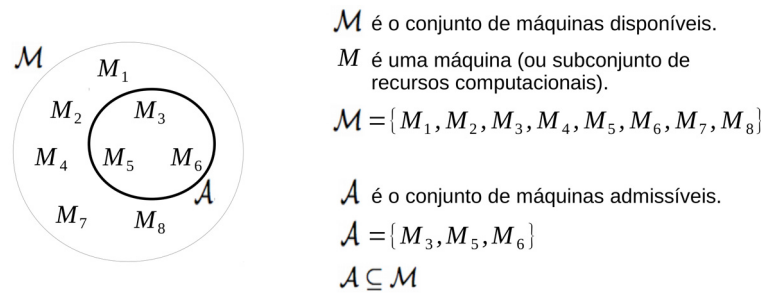 ℳ
M₁
M₂ M₃
M₄ M₅ M₆
𝒜
M₇ M₈
ℳ é o conjunto de máquinas disponíveis.
M é uma máquina (ou subconjunto de
recursos computacionais).
ℳ = { M₁ , M₂ , M₃ , M₄ , M₅ , M₆ , M₇ , M₈ }
𝒜 é o conjunto de máquinas admissíveis.
𝒜 = { M₃ , M₅ , M₆ }
𝒜 ⊆ ℳ